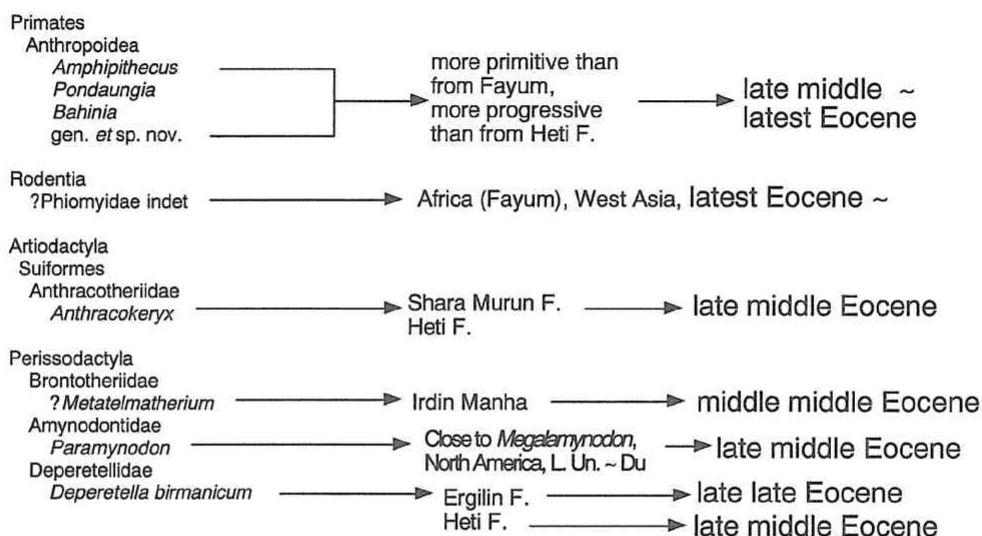 Primates
Anthropoidea
Amphipithecus
Pondaungia
Bahinia
gen. et sp. nov.
more primitive than
from Fayum,
more progressive
than from Heti F.
late middle ~
latest Eocene
Rodentia
?Phiomyidae indet
Africa (Fayum), West Asia, latest Eocene ~
Artiodactyla
Suiformes
Anthracotheriidae
Anthracokeryx
Shara Murun F.
Heti F.
late middle Eocene
Perissodactyla
Brontotheriidae
?Metatelmatherium
Irdin Manha
middle middle Eocene
Amynodontidae
Paramynodon
Close to Megalamynodon,
North America, L. Un. ~ Du
late middle Eocene
Deperetellidae
Deperetella birmanicum
Ergilin F.
late late Eocene
Heti F.
late middle Eocene